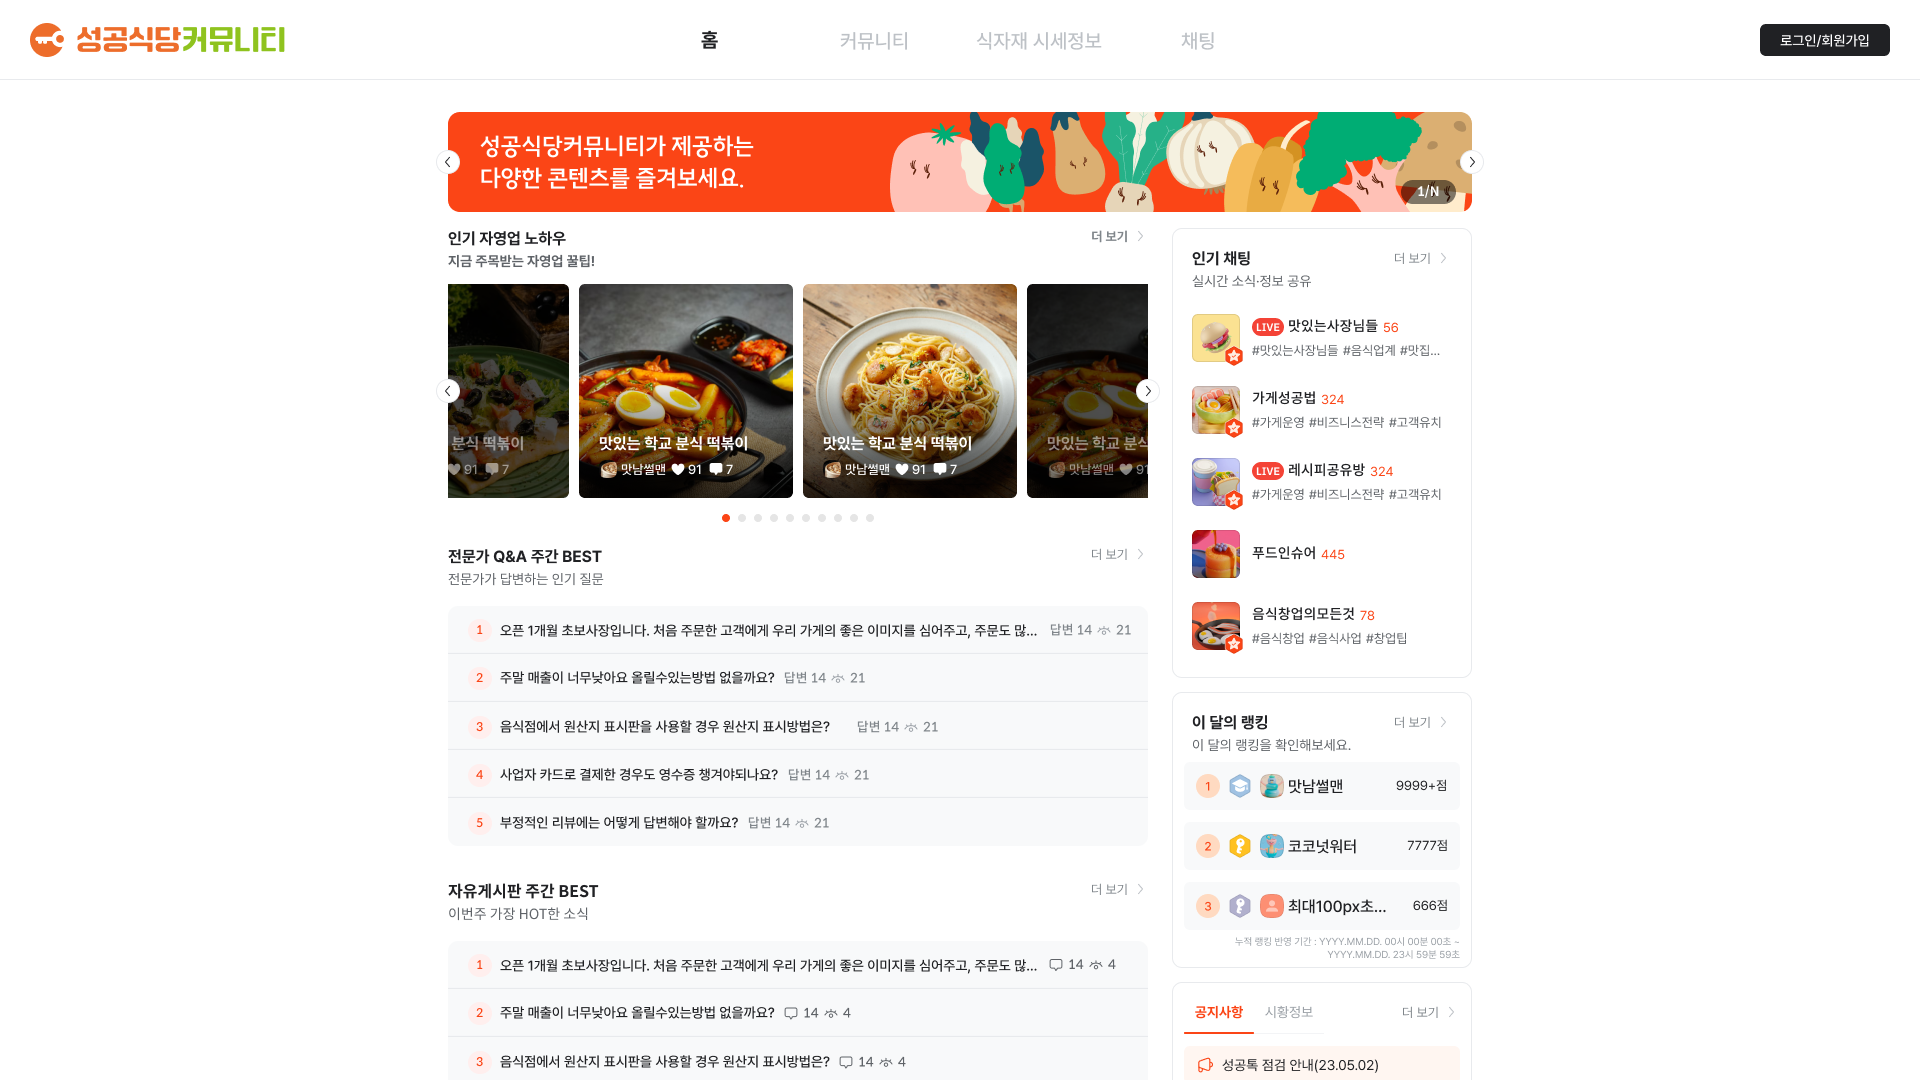 성공식당커뮤니티
홈
커뮤니티
식자재 시세정보
채팅
로그인/회원가입
성공식당커뮤니티가 제공하는
다양한 콘텐츠를 즐겨보세요.
1/N
인기 자영업 노하우
더 보기
지금 주목받는 자영업 꿀팁!
분식 떡볶이
91 7
맛있는 학교 분식 떡볶이
맛남썰맨 91 7
맛있는 학교 분식 떡볶이
맛남썰맨 91 7
맛있는 학교 분식
맛남썰맨 91
전문가 Q&A 주간 BEST
더 보기
전문가가 답변하는 인기 질문
1 오픈 1개월 초보사장입니다. 처음 주문한 고객에게 우리 가게의 좋은 이미지를 심어주고, 주문도 많... 답변 14 21
2 주말 매출이 너무낮아요 올릴수있는방법 없을까요? 답변 14 21
3 음식점에서 원산지 표시판을 사용할 경우 원산지 표시방법은? 답변 14 21
4 사업자 카드로 결제한 경우도 영수증 챙겨야되나요? 답변 14 21
5 부정적인 리뷰에는 어떻게 답변해야 할까요? 답변 14 21
자유게시판 주간 BEST
더 보기
이번주 가장 HOT한 소식
1 오픈 1개월 초보사장입니다. 처음 주문한 고객에게 우리 가게의 좋은 이미지를 심어주고, 주문도 많... 14 4
2 주말 매출이 너무낮아요 올릴수있는방법 없을까요? 14 4
3 음식점에서 원산지 표시판을 사용할 경우 원산지 표시방법은? 14 4
인기 채팅
더 보기
실시간 소식·정보 공유
LIVE 맛있는사장님들 56
#맛있는사장님들 #음식업계 #맛집...
가게성공법 324
#가게운영 #비즈니스전략 #고객유치
LIVE 레시피공유방 324
#가게운영 #비즈니스전략 #고객유치
푸드인슈어 445
음식창업의모든것 78
#음식창업 #음식사업 #창업팁
이 달의 랭킹
더 보기
이 달의 랭킹을 확인해보세요.
1 맛남썰맨 9999+점
2 코코넛워터 7777점
3 최대100px초... 666점
누적 랭킹 반영 기간 : YYYY.MM.DD. 00시 00분 00초 ~
YYYY.MM.DD. 23시 59분 59초
공지사항
시황정보
더 보기
성공톡 점검 안내(23.05.02)